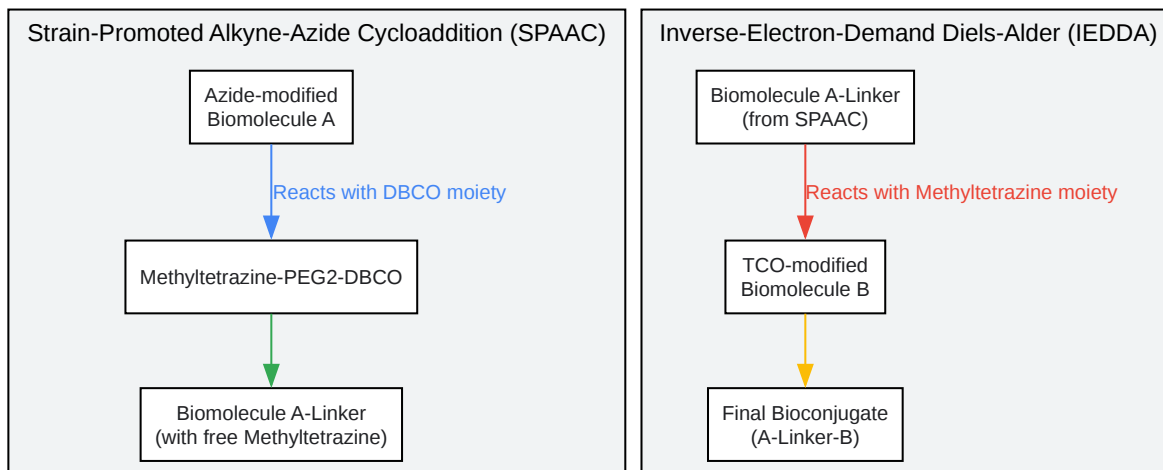 Strain-Promoted Alkyne-Azide Cycloaddition (SPAAC)
Azide-modified
Biomolecule A
Reacts with DBCO moiety
Methyltetrazine-PEG2-DBCO
Biomolecule A-Linker
(with free Methyltetrazine)
Inverse-Electron-Demand Diels-Alder (IEDDA)
Biomolecule A-Linker
(from SPAAC)
Reacts with Methyltetrazine moiety
TCO-modified
Biomolecule B
Final Bioconjugate
(A-Linker-B)